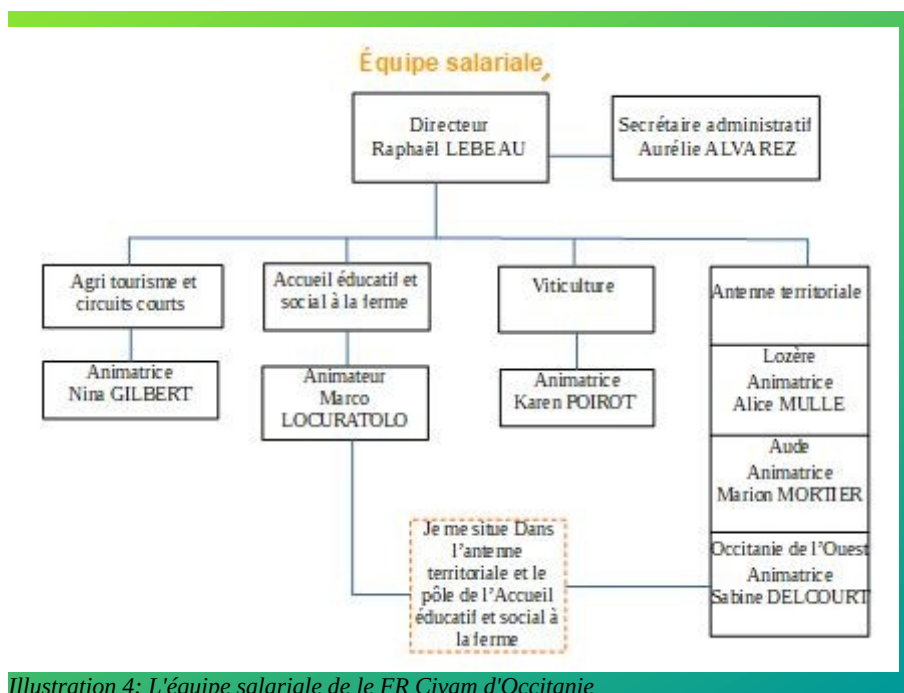 Équipe salariale
Directeur
Raphaël LEBEAU
Secrétaire administratif
Aurélie ALVAREZ
Agri tourisme et
circuits courts
Accueil éducatif et
social à la ferme
Viticulture
Antenne territoriale
Animatrice
Nina GILBERT
Animateur
Marco
LOCURATOLO
Animatrice
Karen POIROT
Lozère
Animatrice
Alice MULLE
Aude
Animatrice
Marion MORTIER
Occitanie de l’Ouest
Animatrice
Sabine DELCOURT
Je me situe Dans
l’antenne
territoriale et le
pôle de l’Accueil
éducatif et social à
la ferme
Illustration 4: L'équipe salariale de le FR Civam d'Occitanie